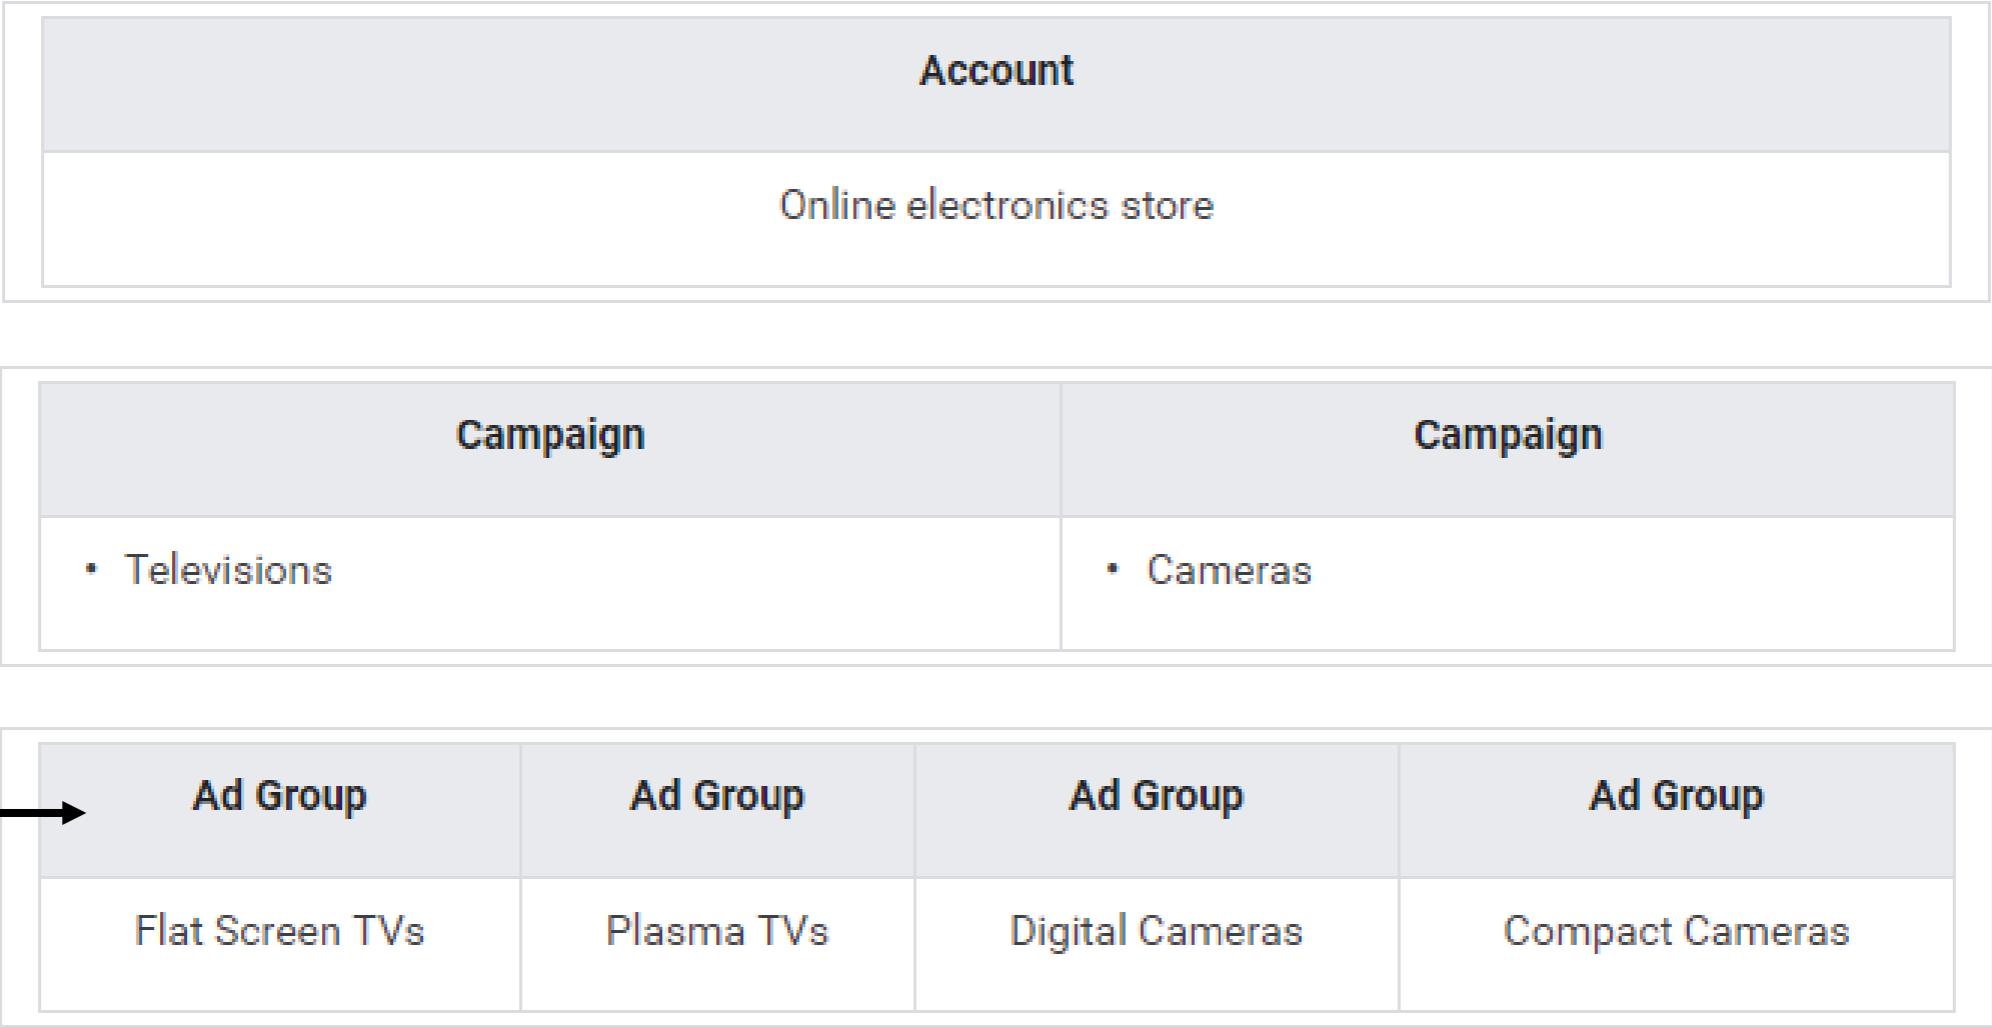 Account
Online electronics store
Campaign Campaign
• Televisions • Cameras
Ad Group Ad Group Ad Group Ad Group
Flat Screen TVs Plasma TVs Digital Cameras Compact Cameras